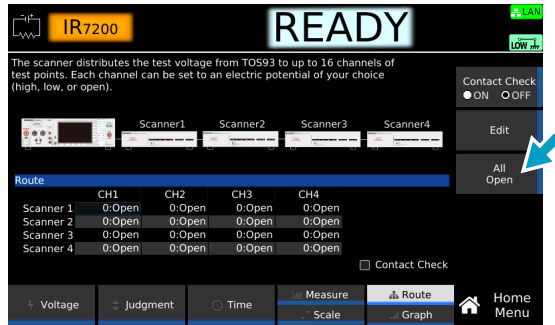 IR7200
READY
LAN
LOW
The scanner distributes the test voltage from TOS93 to up to 16 channels of
test points. Each channel can be set to an electric potential of your choice
(high, low, or open).
Contact Check
ON OFF
Edit
All
Open
Scanner1 Scanner2 Scanner3 Scanner4
Route
CH1 CH2 CH3 CH4
Scanner 1 0:Open 0:Open 0:Open 0:Open
Scanner 2 0:Open 0:Open 0:Open 0:Open
Scanner 3 0:Open 0:Open 0:Open 0:Open
Scanner 4 0:Open 0:Open 0:Open 0:Open
Contact Check
Voltage Judgment Time Measure Route
Scale Graph
Home
Menu